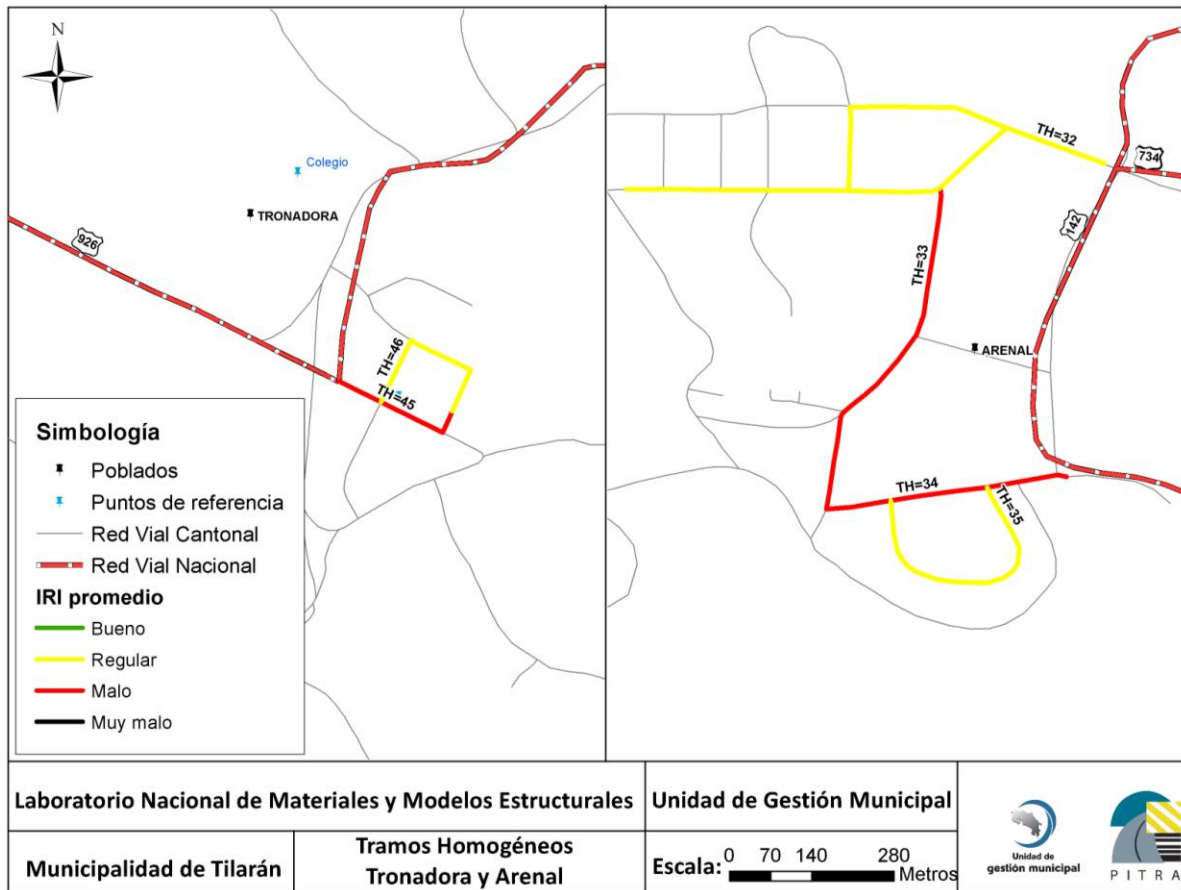 N
Colegio
TRONADORA
926
TH=46
TH=45
TH=32
734
142
TH=33
ARENAL
TH=34
TH=35
Simbología
Poblados
Puntos de referencia
Red Vial Cantonal
Red Vial Nacional
IRI promedio
Bueno
Regular
Malo
Muy malo
Laboratorio Nacional de Materiales y Modelos Estructurales
Unidad de Gestión Municipal
Municipalidad de Tilarán
Tramos Homogéneos
Tronadora y Arenal
Escala: 0 70 140 280
Metros
Unidad de
gestión municipal
PITRA